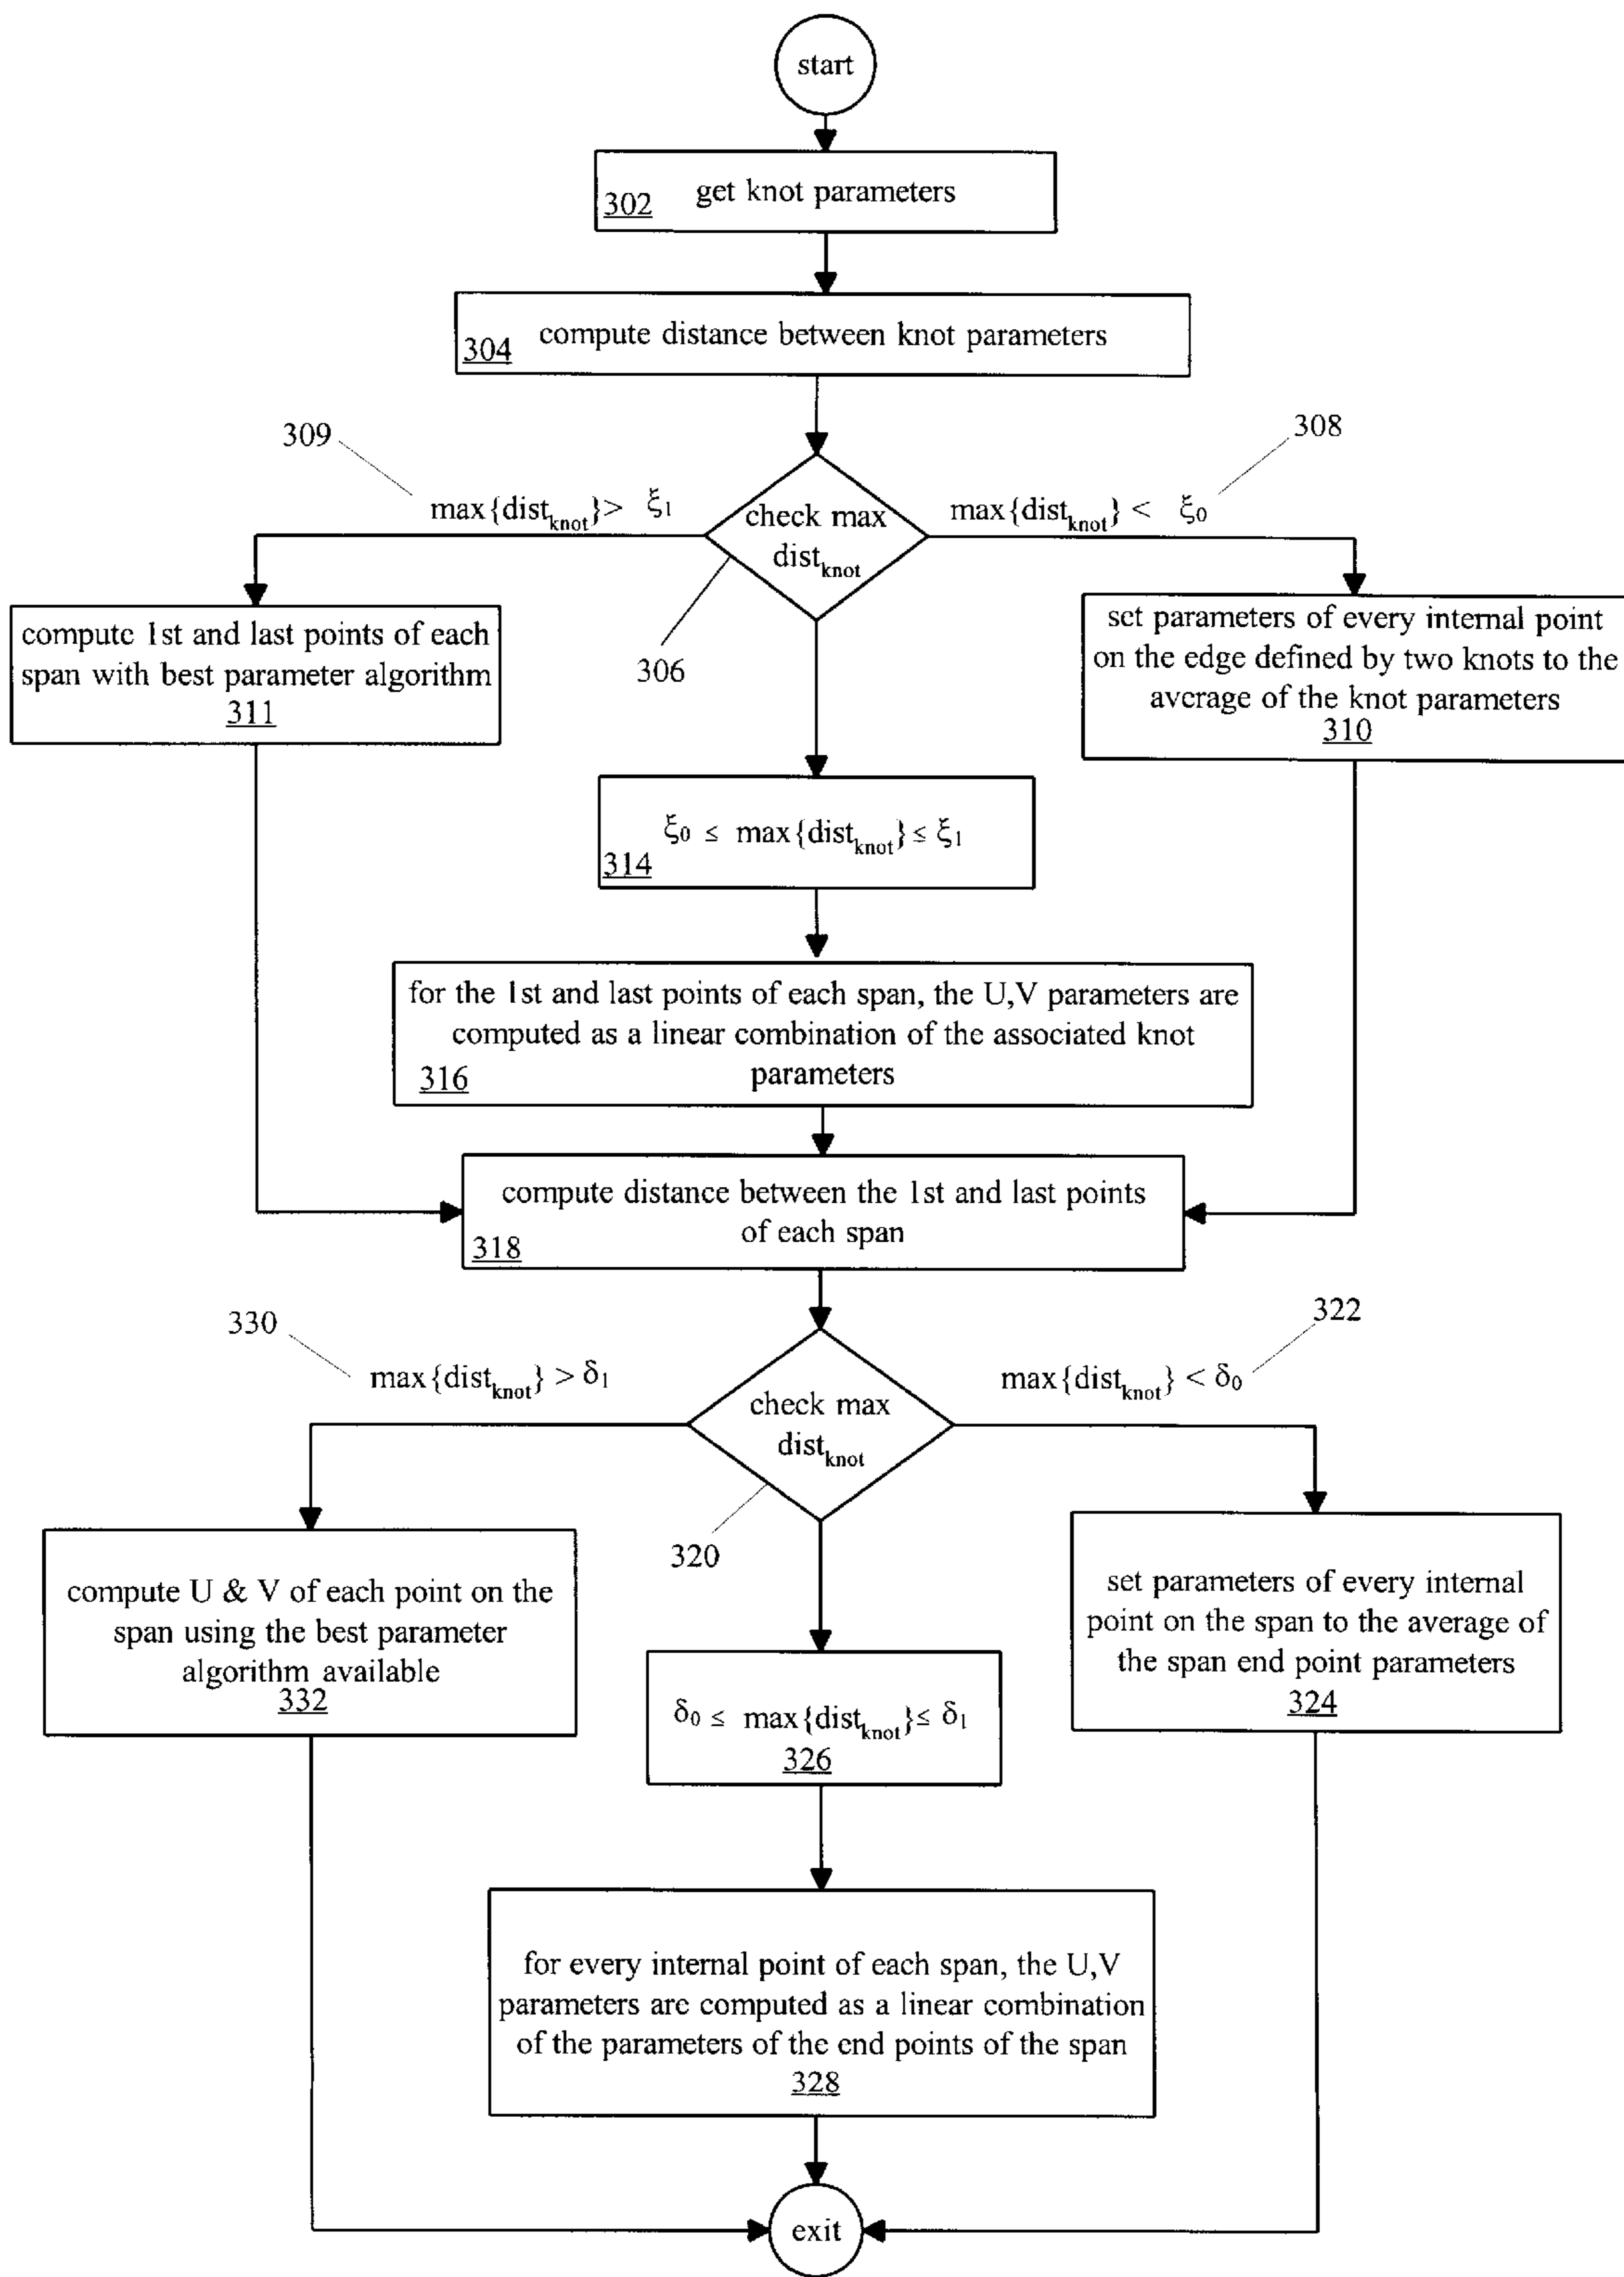 start
get knot parameters
302
compute distance between knot parameters
304
309
308
max{dist_knot}> ξ1
check max
dist_knot
max{dist_knot} < ξ0
306
compute 1st and last points of each
span with best parameter algorithm
311
set parameters of every internal point
on the edge defined by two knots to the
average of the knot parameters
310
ξ0 ≤ max{dist_knot} ≤ ξ1
314
for the 1st and last points of each span, the U,V parameters are
computed as a linear combination of the associated knot
parameters
316
compute distance between the 1st and last points
of each span
318
330
322
max{dist_knot} > δ1
check max
dist_knot
max{dist_knot} < δ0
320
compute U & V of each point on the
span using the best parameter
algorithm available
332
set parameters of every internal
point on the span to the average of
the span end point parameters
324
δ0 ≤ max{dist_knot}≤ δ1
326
for every internal point of each span, the U,V
parameters are computed as a linear combination
of the parameters of the end points of the span
328
exit